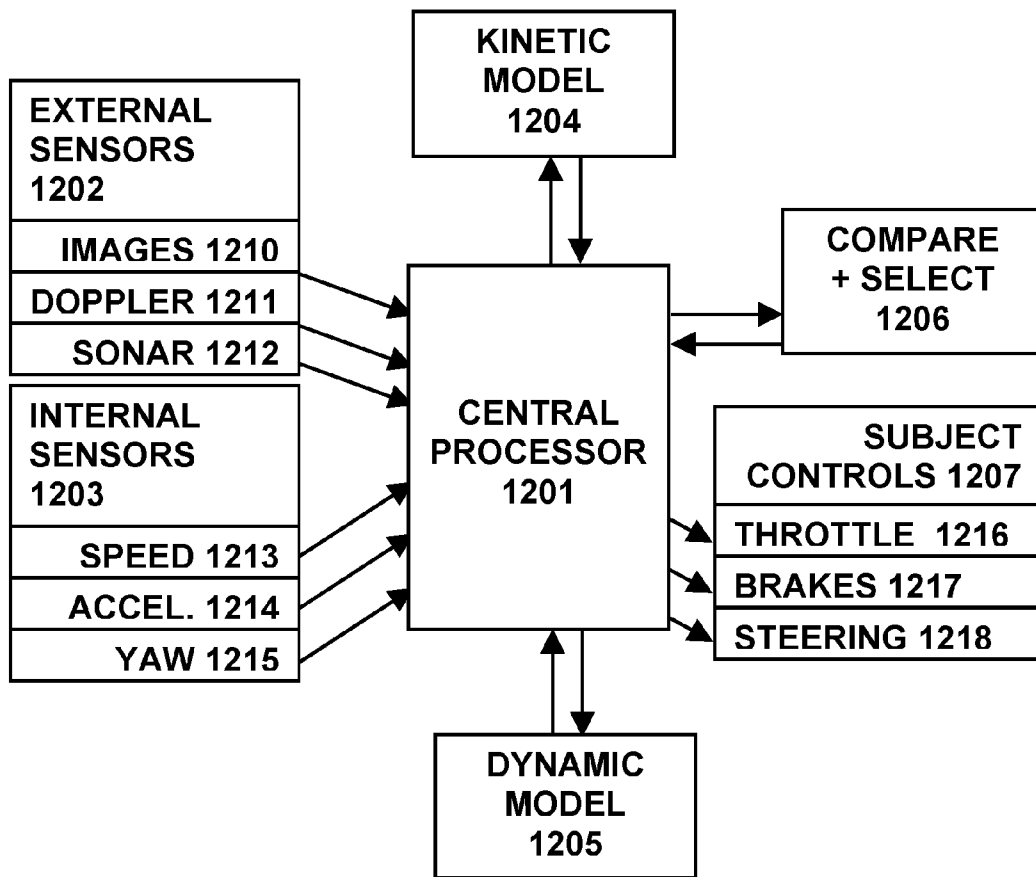 KINETIC
MODEL
1204
EXTERNAL
SENSORS
1202
IMAGES 1210
DOPPLER 1211
SONAR 1212
INTERNAL
SENSORS
1203
SPEED 1213
ACCEL. 1214
YAW 1215
CENTRAL
PROCESSOR
1201
COMPARE
+ SELECT
1206
SUBJECT
CONTROLS 1207
THROTTLE 1216
BRAKES 1217
STEERING 1218
DYNAMIC
MODEL
1205